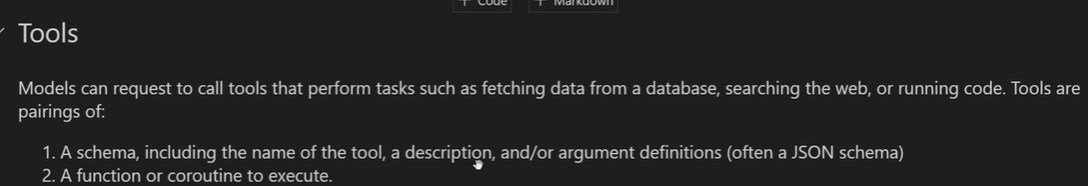 + Code + Markdown
Tools
Models can request to call tools that perform tasks such as fetching data from a database, searching the web, or running code. Tools are
pairings of:
1. A schema, including the name of the tool, a description, and/or argument definitions (often a JSON schema)
2. A function or coroutine to execute.